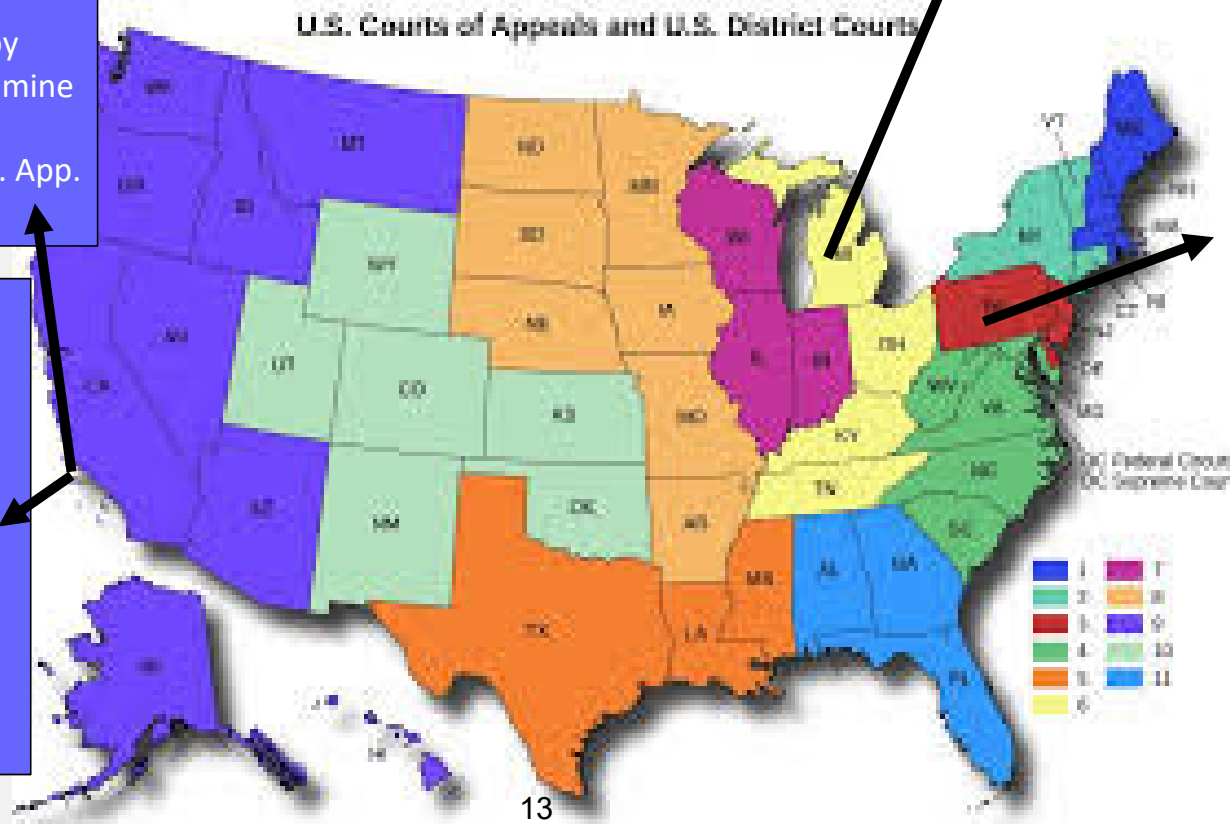 U.S. Courts of Appeals and U.S. District Courts
by
mine
. App.
WA
MT
ND
MN
VT
ME
OR
ID
SD
WI
MI
NY
NH
MA
WY
NE
IA
PA
RI
CT
NJ
NV
UT
CO
KS
MO
IL
IN
OH
WV
VA
DE
MD
CA
KY
AZ
NM
OK
AR
TN
NC
SC
DC Federal Circuit
DC Supreme Court
TX
LA
MS
AL
GA
FL
HI
1
2
3
4
5
6
7
8
9
10
11
13